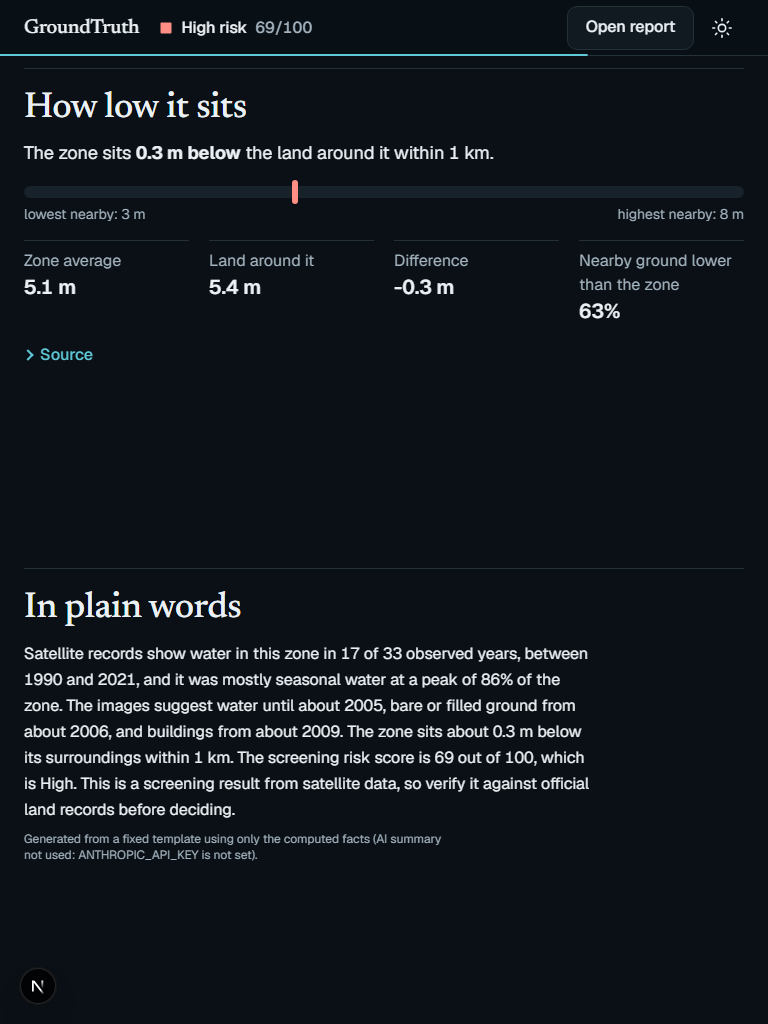 GroundTruth
High risk 69/100
Open report
How low it sits
The zone sits 0.3 m below the land around it within 1 km.
lowest nearby: 3 m
highest nearby: 8 m
Zone average
5.1 m
Land around it
5.4 m
Difference
-0.3 m
Nearby ground lower
than the zone
63%
Source
In plain words
Satellite records show water in this zone in 17 of 33 observed years, between
1990 and 2021, and it was mostly seasonal water at a peak of 86% of the
zone. The images suggest water until about 2005, bare or filled ground from
about 2006, and buildings from about 2009. The zone sits about 0.3 m below
its surroundings within 1 km. The screening risk score is 69 out of 100, which
is High. This is a screening result from satellite data, so verify it against official
land records before deciding.
Generated from a fixed template using only the computed facts (AI summary
not used: ANTHROPIC_API_KEY is not set).
N